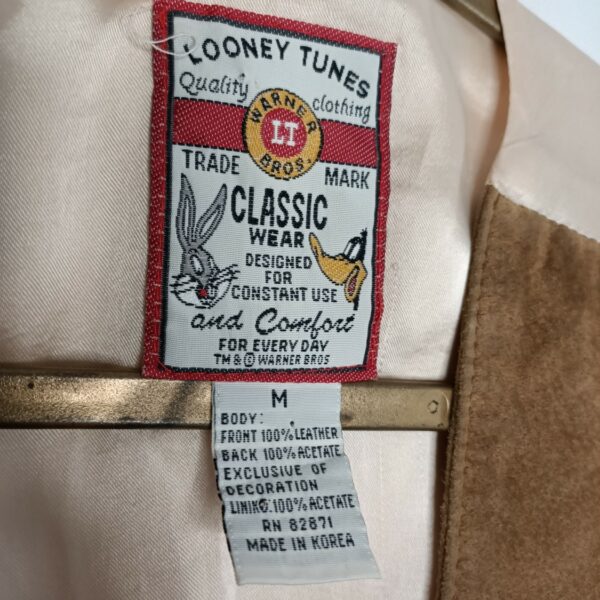 LOONEY TUNES
Quality clothing
WARNER
LT
BROS.
TRADE MARK
CLASSIC
WEAR
DESIGNED
FOR
CONSTANT USE
and Comfort
FOR EVERY DAY
TM & © WARNER BROS
M
BODY:
FRONT 100% LEATHER
BACK 100% ACETATE
EXCLUSIVE OF
DECORATION
LINING: 100% ACETATE
RN 82871
MADE IN KOREA